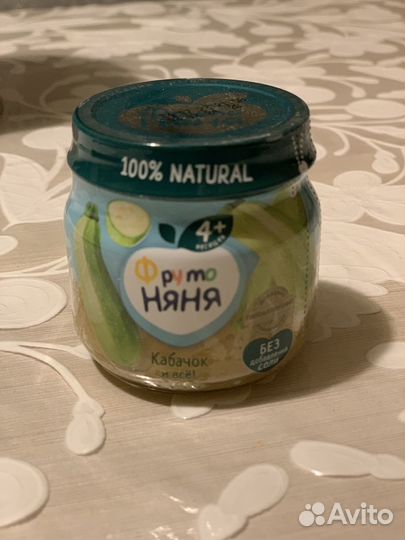 100% NATURAL
4+
МЕСЯЦЕВ
Фруто
НЯНЯ
Кабачок
и всё!
БЕЗ
добавления
СОЛИ
Avito